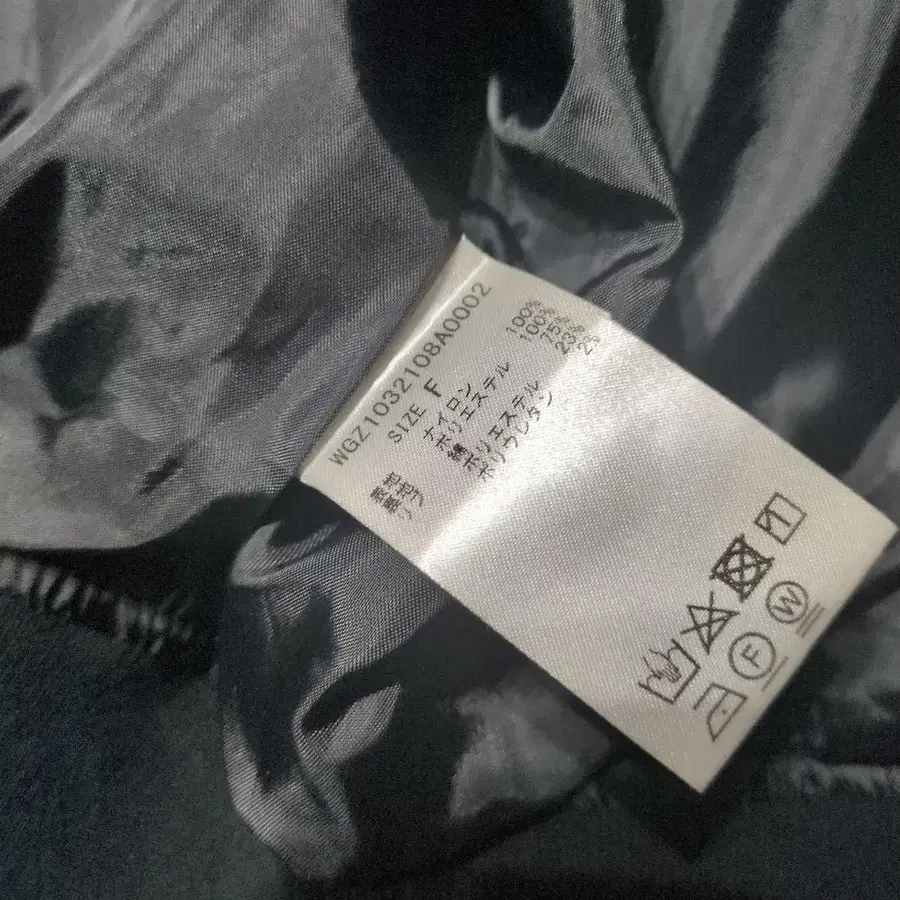 WGZ1032108A0002
SIZE F
表地 ナイロン 100%
裏地 ポリエステル 100%
リブ 綿 75%
ポリエステル 23%
ポリウレタン 2%
F
W